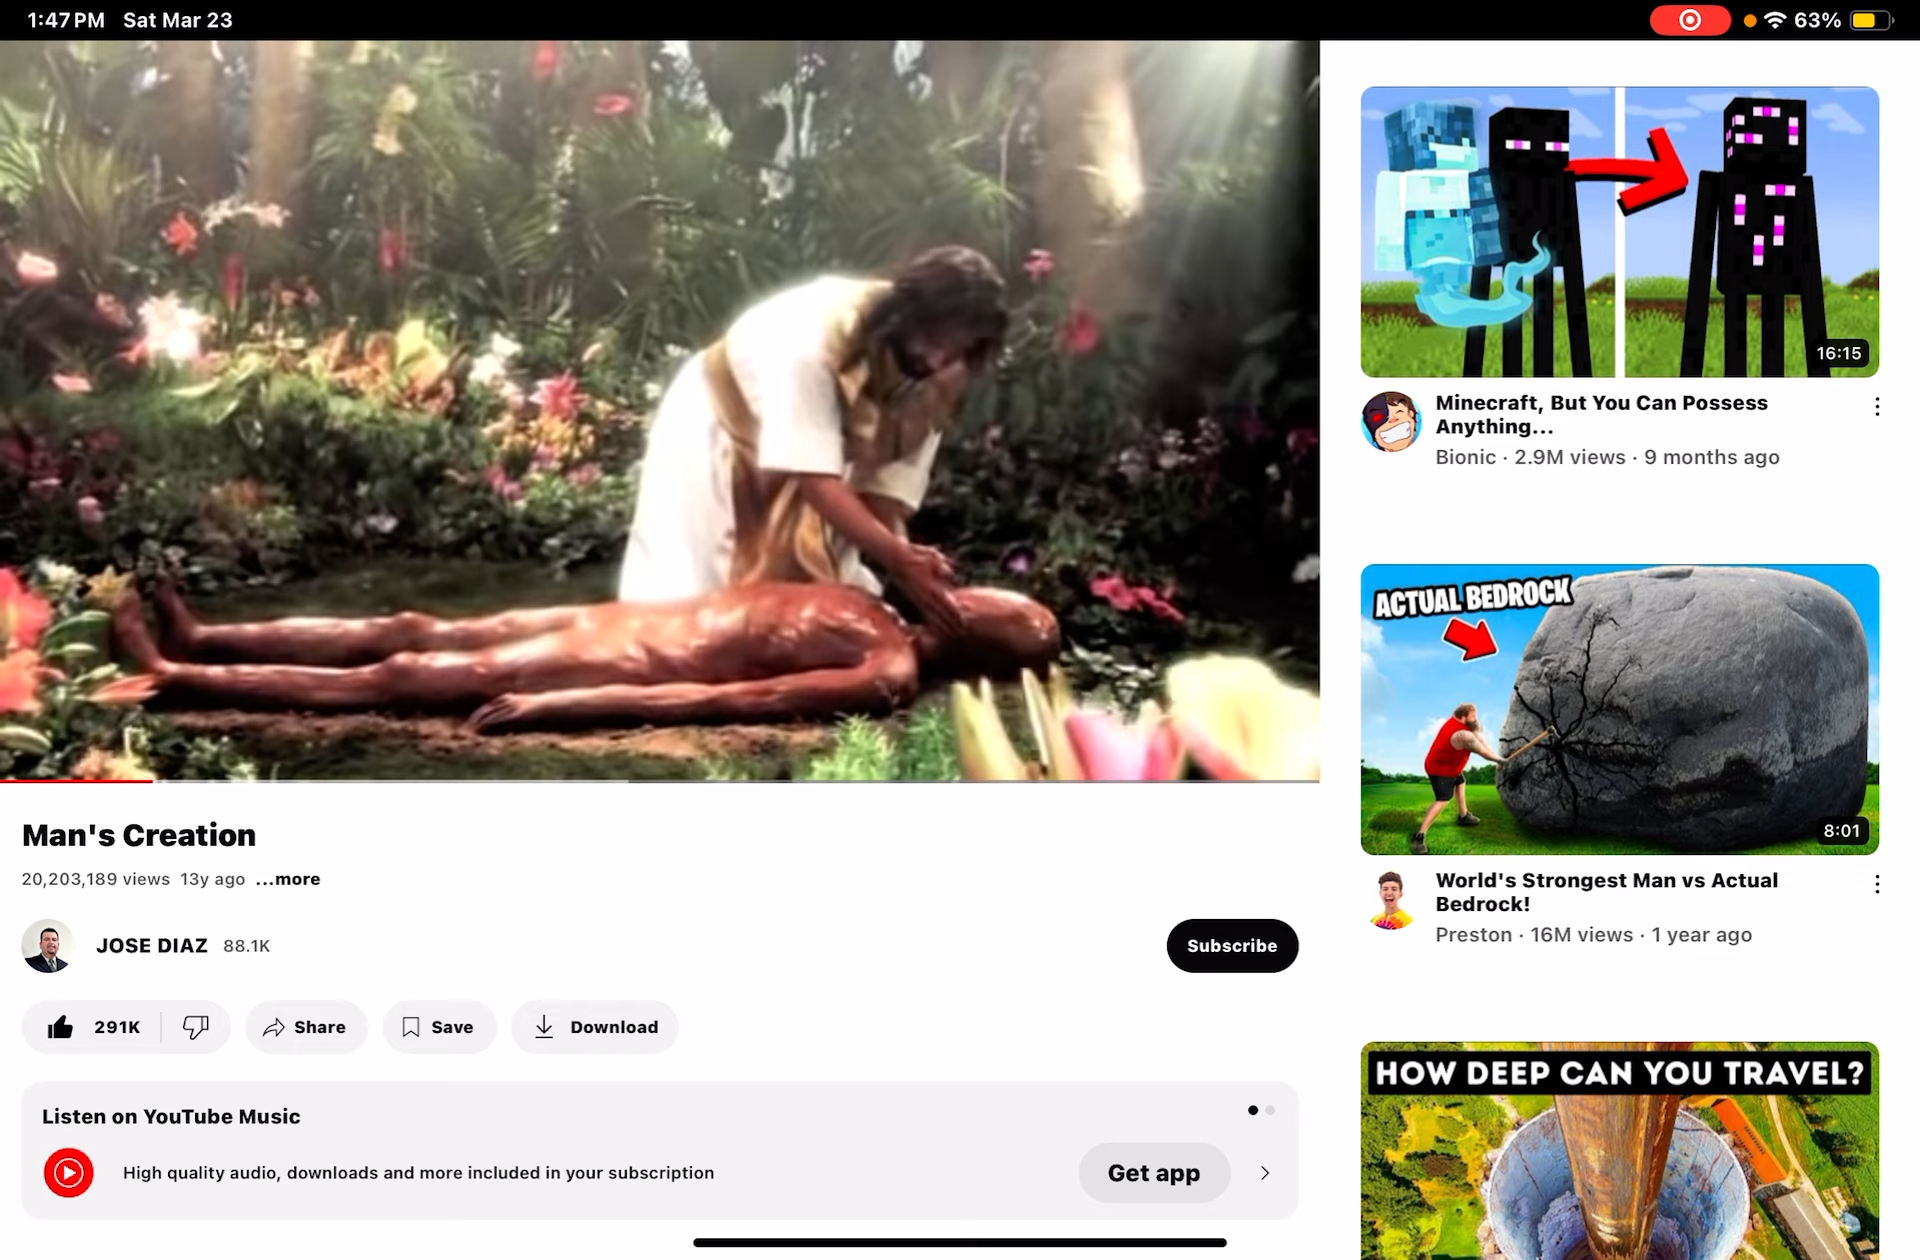 1:47 PM Sat Mar 23
63%
Man's Creation
20,203,189 views 13y ago ...more
JOSE DIAZ 88.1K
Subscribe
291K
Share
Save
Download
Listen on YouTube Music
High quality audio, downloads and more included in your subscription
Get app
16:15
Minecraft, But You Can Possess
Anything...
Bionic · 2.9M views · 9 months ago
ACTUAL BEDROCK
8:01
World's Strongest Man vs Actual
Bedrock!
Preston · 16M views · 1 year ago
HOW DEEP CAN YOU TRAVEL?